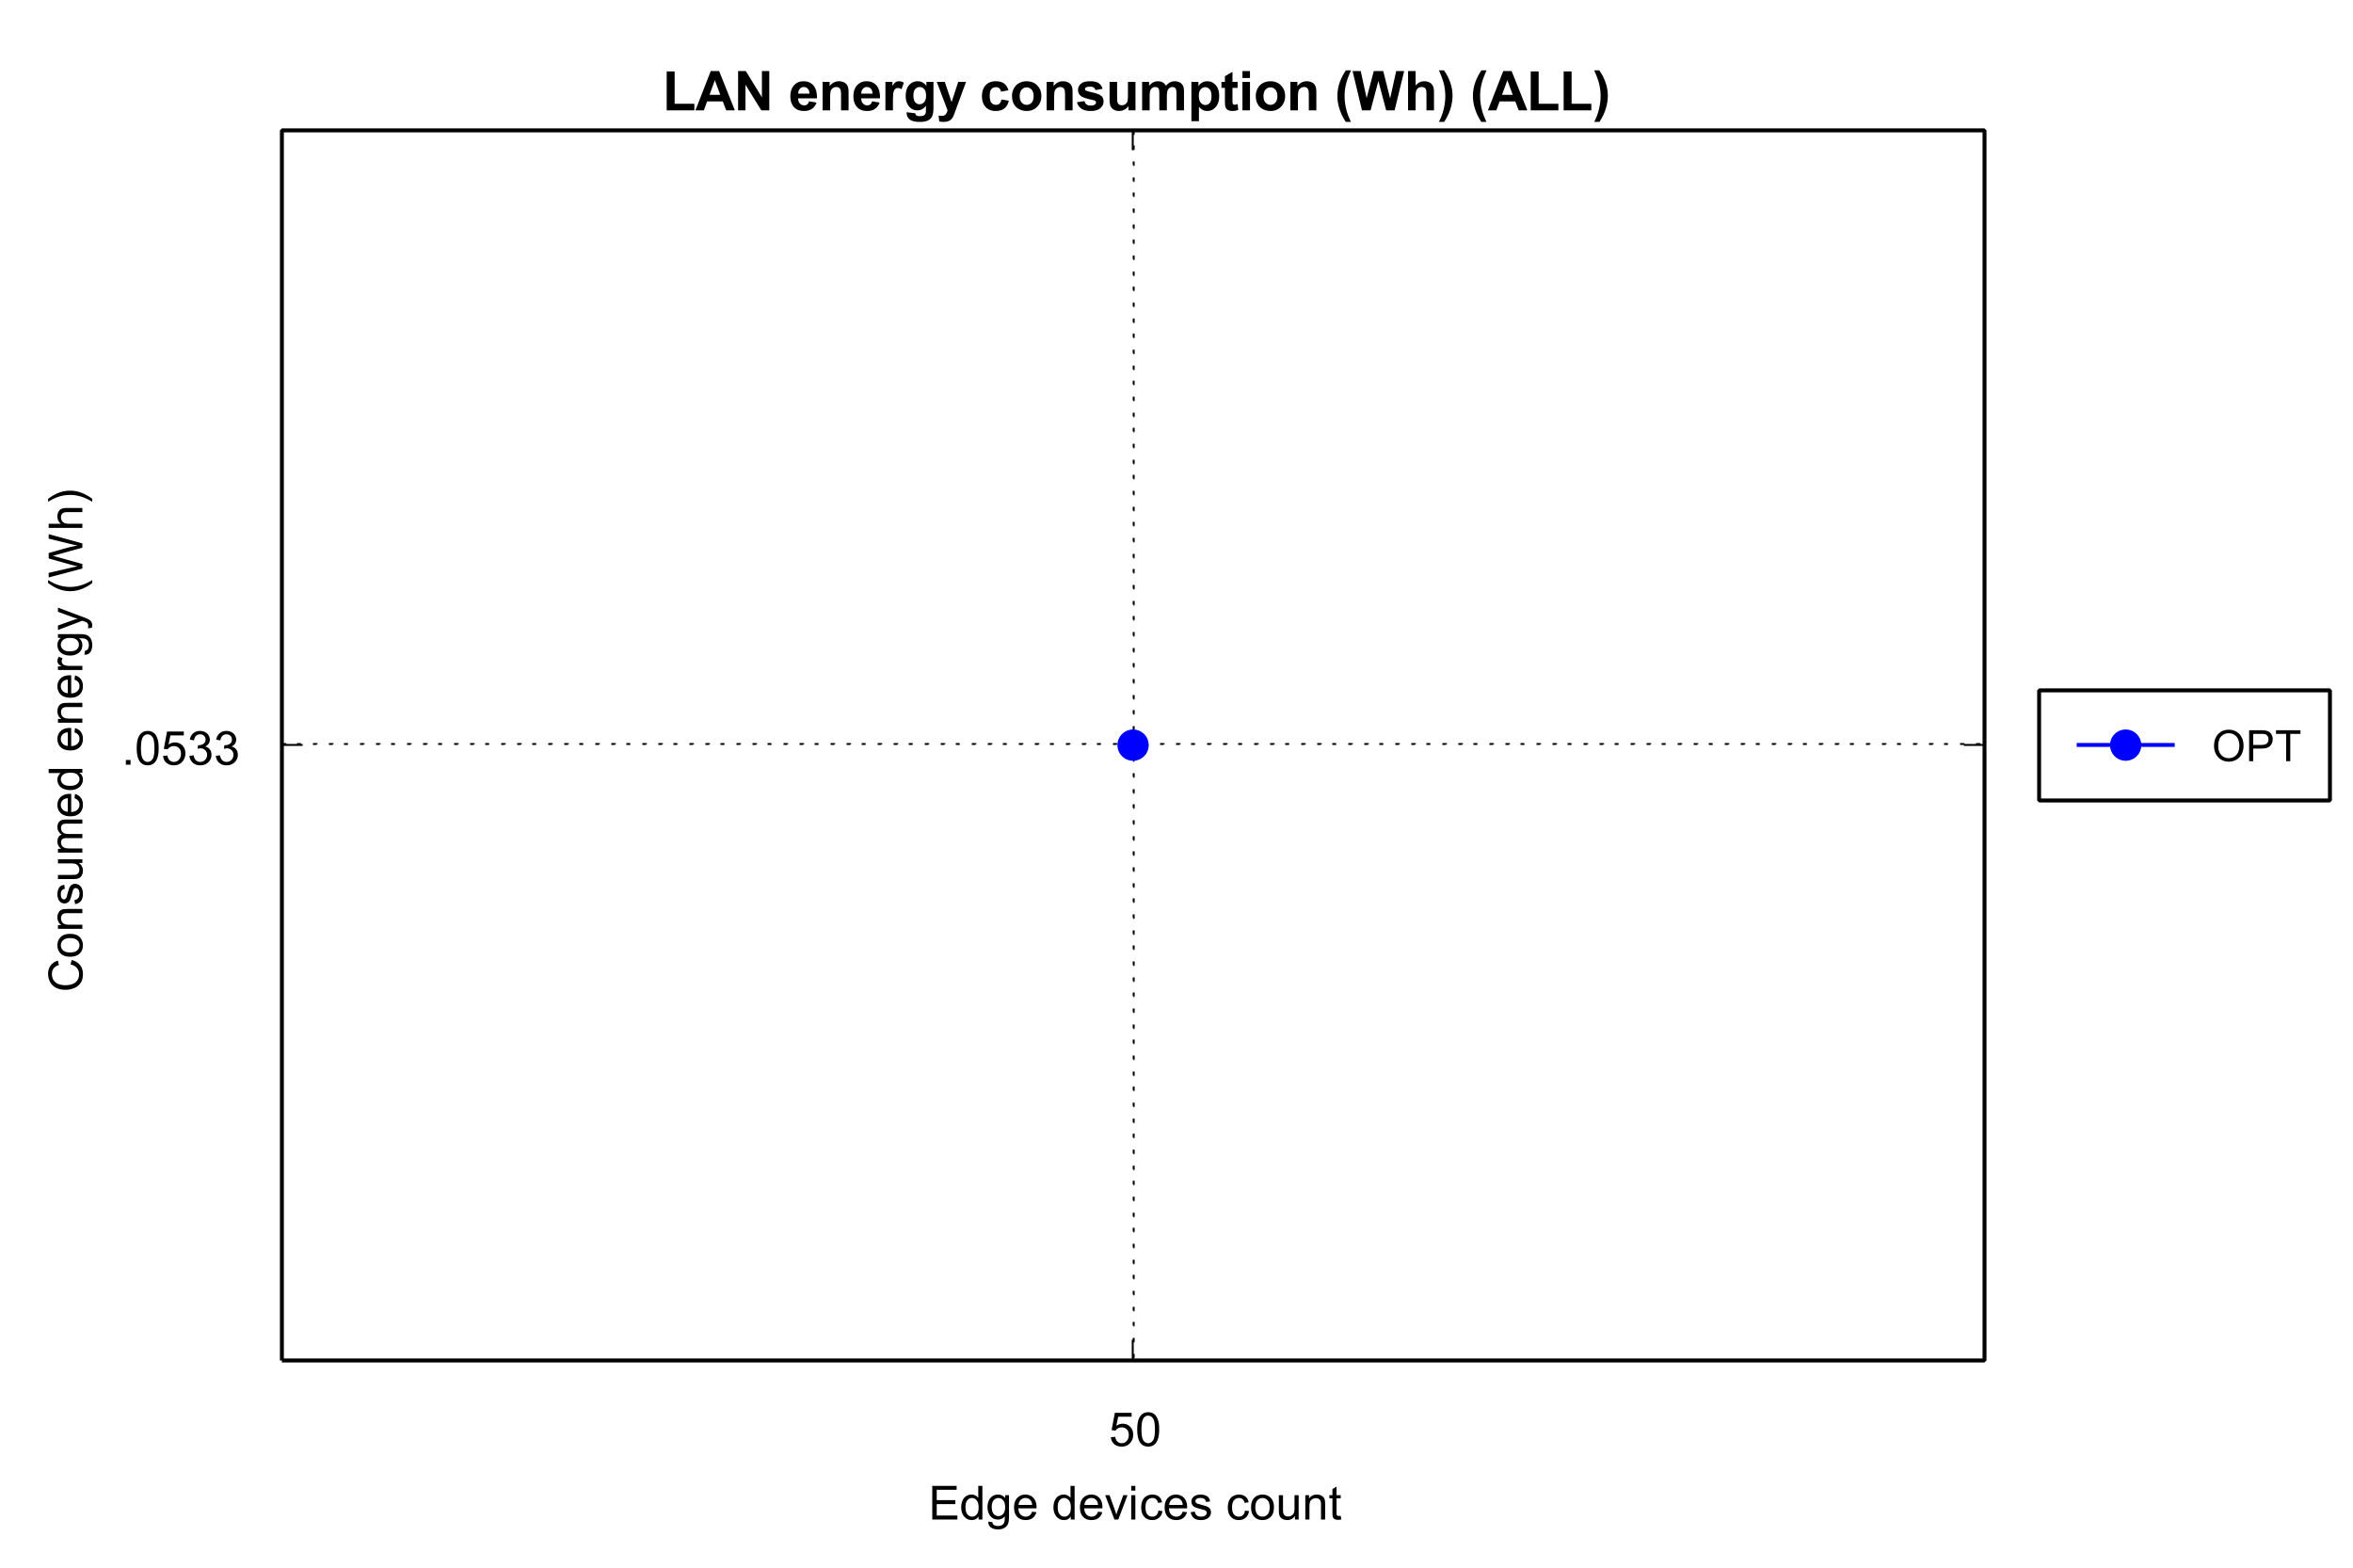 LAN energy consumption (Wh) (ALL)
Consumed energy (Wh)
.0533
OPT
50
Edge devices count